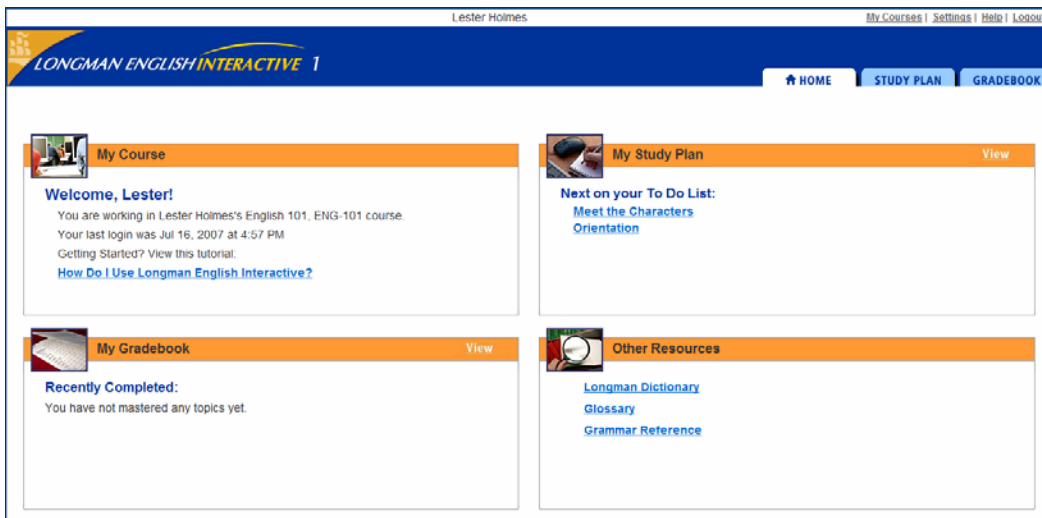 Lester Holmes
My Courses | Settings | Help | Logou
LONGMAN ENGLISH INTERACTIVE 1
HOME
STUDY PLAN
GRADEBOOK
My Course
Welcome, Lester!
You are working in Lester Holmes's English 101, ENG-101 course.
Your last login was Jul 16, 2007 at 4:57 PM
Getting Started? View this tutorial:
How Do I Use Longman English Interactive?
My Study Plan
View
Next on your To Do List:
Meet the Characters
Orientation
My Gradebook
View
Recently Completed:
You have not mastered any topics yet.
Other Resources
Longman Dictionary
Glossary
Grammar Reference